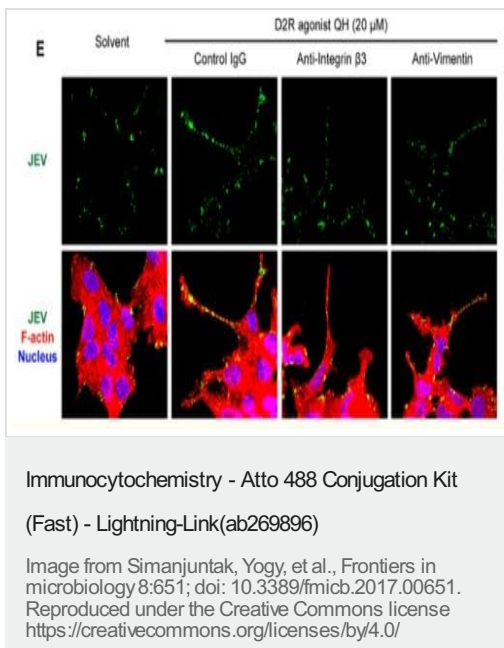 E
Solvent
D2R agonist QH (20 µM)
Control IgG
Anti-Integrin β3
Anti-Vimentin
JEV
JEV
F-actin
Nucleus
Immunocytochemistry - Atto 488 Conjugation Kit
(Fast) - Lightning-Link(ab269896)
Image from Simanjuntak, Yogy, et al., Frontiers in
microbiology 8:651; doi: 10.3389/fmicb.2017.00651.
Reproduced under the Creative Commons license
https://creativecommons.org/licenses/by/4.0/